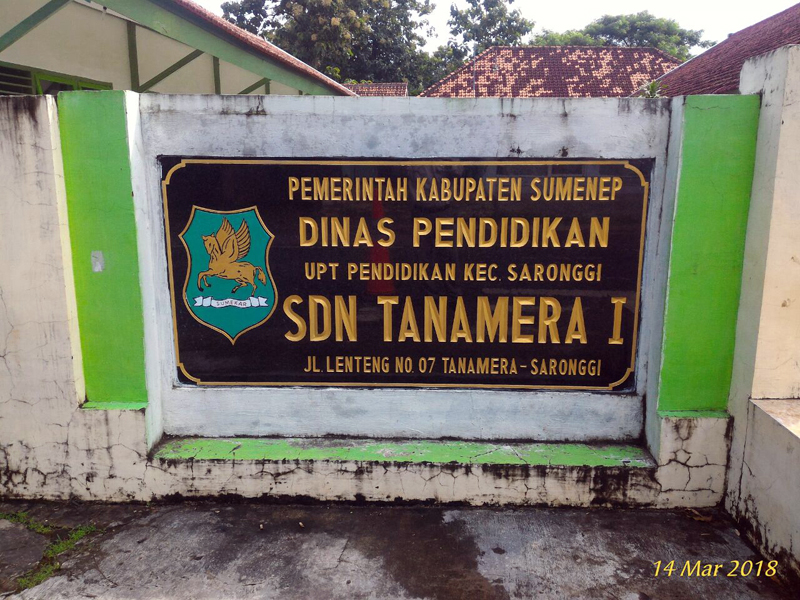 PEMERINTAH KABUPATEN SUMENEP
DINAS PENDIDIKAN
UPT PENDIDIKAN KEC. SARONGGI
SDN TANAMERA I
JL. LENTENG NO. 07 TANAMERA - SARONGGI
SUMEKAR
14 Mar 2018